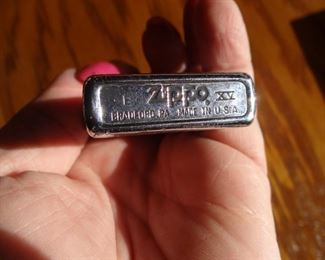 E Zippo XV
BRADFORD, PA. MADE IN U.S.A.